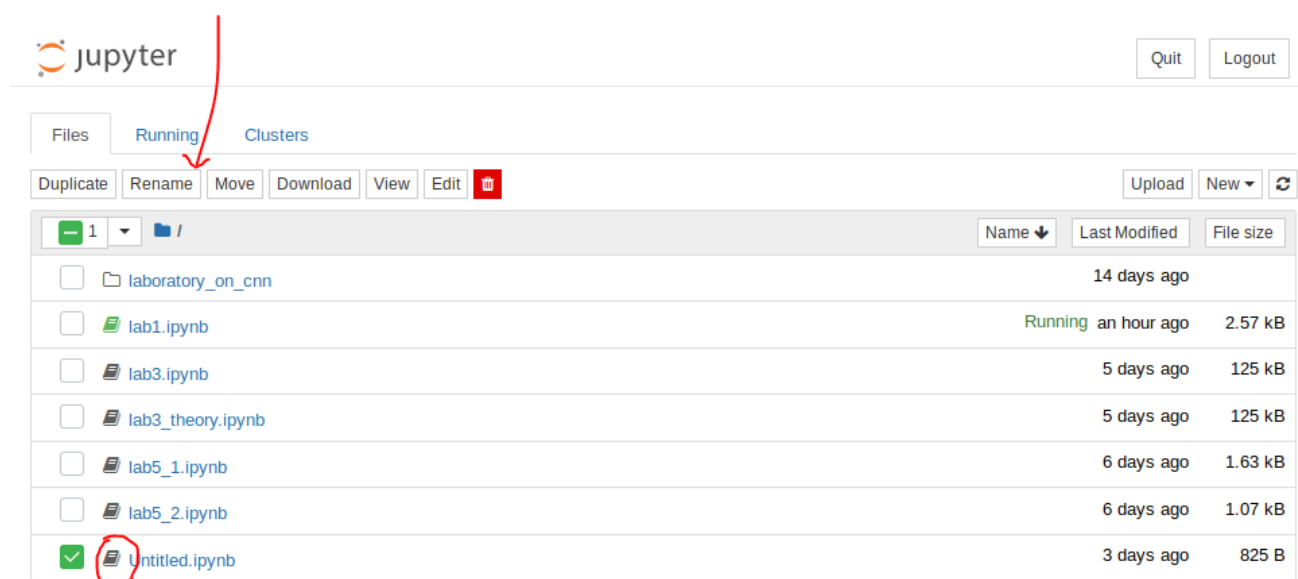 jupyter
Quit Logout
Files Running Clusters
Duplicate Rename Move Download View Edit Upload New
1 / Name Last Modified File size
laboratory_on_cnn 14 days ago
lab1.ipynb Running an hour ago 2.57 kB
lab3.ipynb 5 days ago 125 kB
lab3_theory.ipynb 5 days ago 125 kB
lab5_1.ipynb 6 days ago 1.63 kB
lab5_2.ipynb 6 days ago 1.07 kB
Untitled.ipynb 3 days ago 825 B